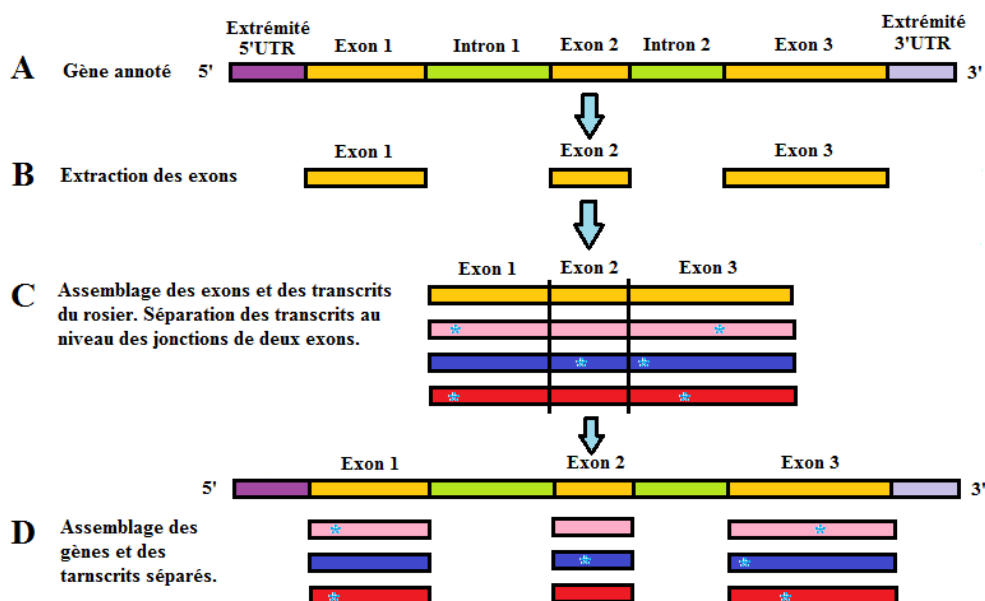 Extrémité
5'UTR
Exon 1
Intron 1
Exon 2
Intron 2
Exon 3
Extrémité
3'UTR
A Gène annoté 5' 3'
Exon 1 Exon 2 Exon 3
B Extraction des exons
Exon 1 Exon 2 Exon 3
C Assemblage des exons et des transcrits
du rosier. Séparation des transcrits au
niveau des jonctions de deux exons.
Exon 1 Exon 2 Exon 3
5' 3'
D Assemblage des
gènes et des
tarnscrits séparés.